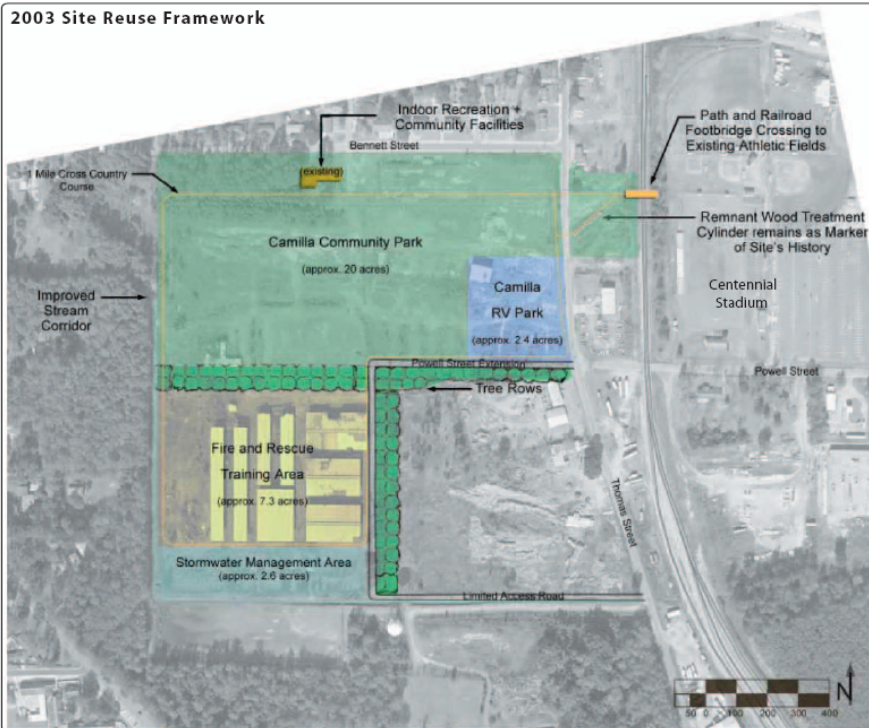 2003 Site Reuse Framework
Indoor Recreation +
Community Facilities
Bennett Street
Path and Railroad
Footbridge Crossing to
Existing Athletic Fields
1 Mile Cross Country
Course
(existing)
Remnant Wood Treatment
Cylinder remains as Marker
of Site's History
Camilla Community Park
(approx. 20 acres)
Centennial
Stadium
Improved
Stream
Corridor
Camilla
RV Park
(approx. 2.4 acres)
Powell Street Extension
Powell Street
Tree Rows
Fire and Rescue
Training Area
(approx. 7.3 acres)
Thomas Street
Stormwater Management Area
(approx. 2.6 acres)
Limited Access Road
50 0 100 200 300 400
N